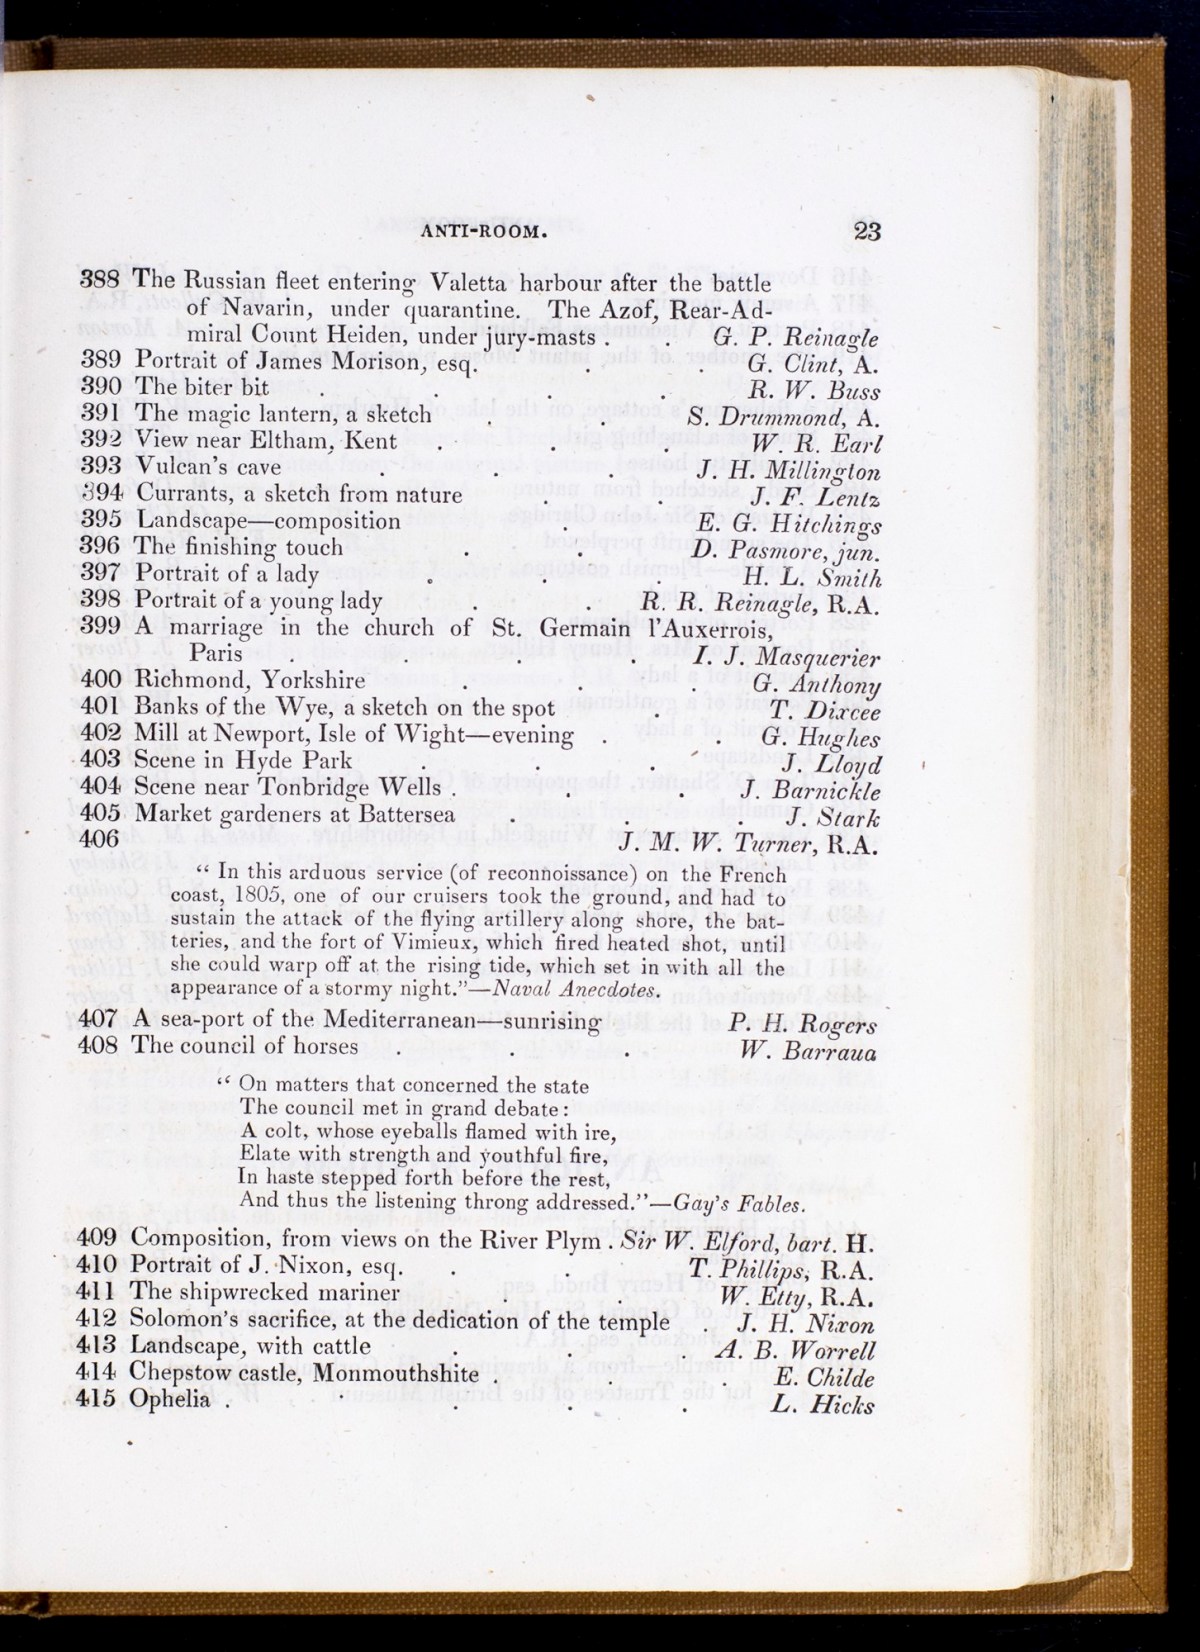 ANTI-ROOM. 23
388 The Russian fleet entering Valetta harbour after the battle
of Navarin, under quarantine. The Azof, Rear-Ad-
miral Count Heiden, under jury-masts . . G. P. Reinagle
389 Portrait of James Morison, esq. . . G. Clint, A.
390 The biter bit . . . . R. W. Buss
391 The magic lantern, a sketch . . S. Drummond, A.
392 View near Eltham, Kent . . . W. R. Earl
393 Vulcan's cave . . . J. H. Millington
394 Currants, a sketch from nature . . J. F. Lentz
395 Landscape—composition . . E. G. Hitchings
396 The finishing touch . . D. Pasmore, jun.
397 Portrait of a lady . . . H. L. Smith
398 Portrait of a young lady . . R. R. Reinagle, R.A.
399 A marriage in the church of St. Germain l'Auxerrois,
Paris . . . . I. J. Masquerier
400 Richmond, Yorkshire . . . G. Anthony
401 Banks of the Wye, a sketch on the spot . T. Dixcee
402 Mill at Newport, Isle of Wight—evening . . G. Hughes
403 Scene in Hyde Park . . . J. Lloyd
404 Scene near Tonbridge Wells . . . J. Barnickle
405 Market gardeners at Battersea . . . J. Stark
406 J. M. W. Turner, R.A.
“ In this arduous service (of reconnoissance) on the French
coast, 1805, one of our cruisers took the ground, and had to
sustain the attack of the flying artillery along shore, the bat-
teries, and the fort of Vimieux, which fired heated shot, until
she could warp off at the rising tide, which set in with all the
appearance of a stormy night.”—Naval Anecdotes.
407 A sea-port of the Mediterranean—sunrising P. H. Rogers
408 The council of horses . . . W. Barraua
“ On matters that concerned the state
The council met in grand debate:
A colt, whose eyeballs flamed with ire,
Elate with strength and youthful fire,
In haste stepped forth before the rest,
And thus the listening throng addressed.”—Gay's Fables.
409 Composition, from views on the River Plym . Sir W. Elford, bart. H.
410 Portrait of J. Nixon, esq. . . T. Phillips, R.A.
411 The shipwrecked mariner . . W. Etty, R.A.
412 Solomon's sacrifice, at the dedication of the temple . J. H. Nixon
413 Landscape, with cattle . . . A. B. Worrell
414 Chepstow castle, Monmouthshite . . . E. Childe
415 Ophelia . . . . . L. Hicks